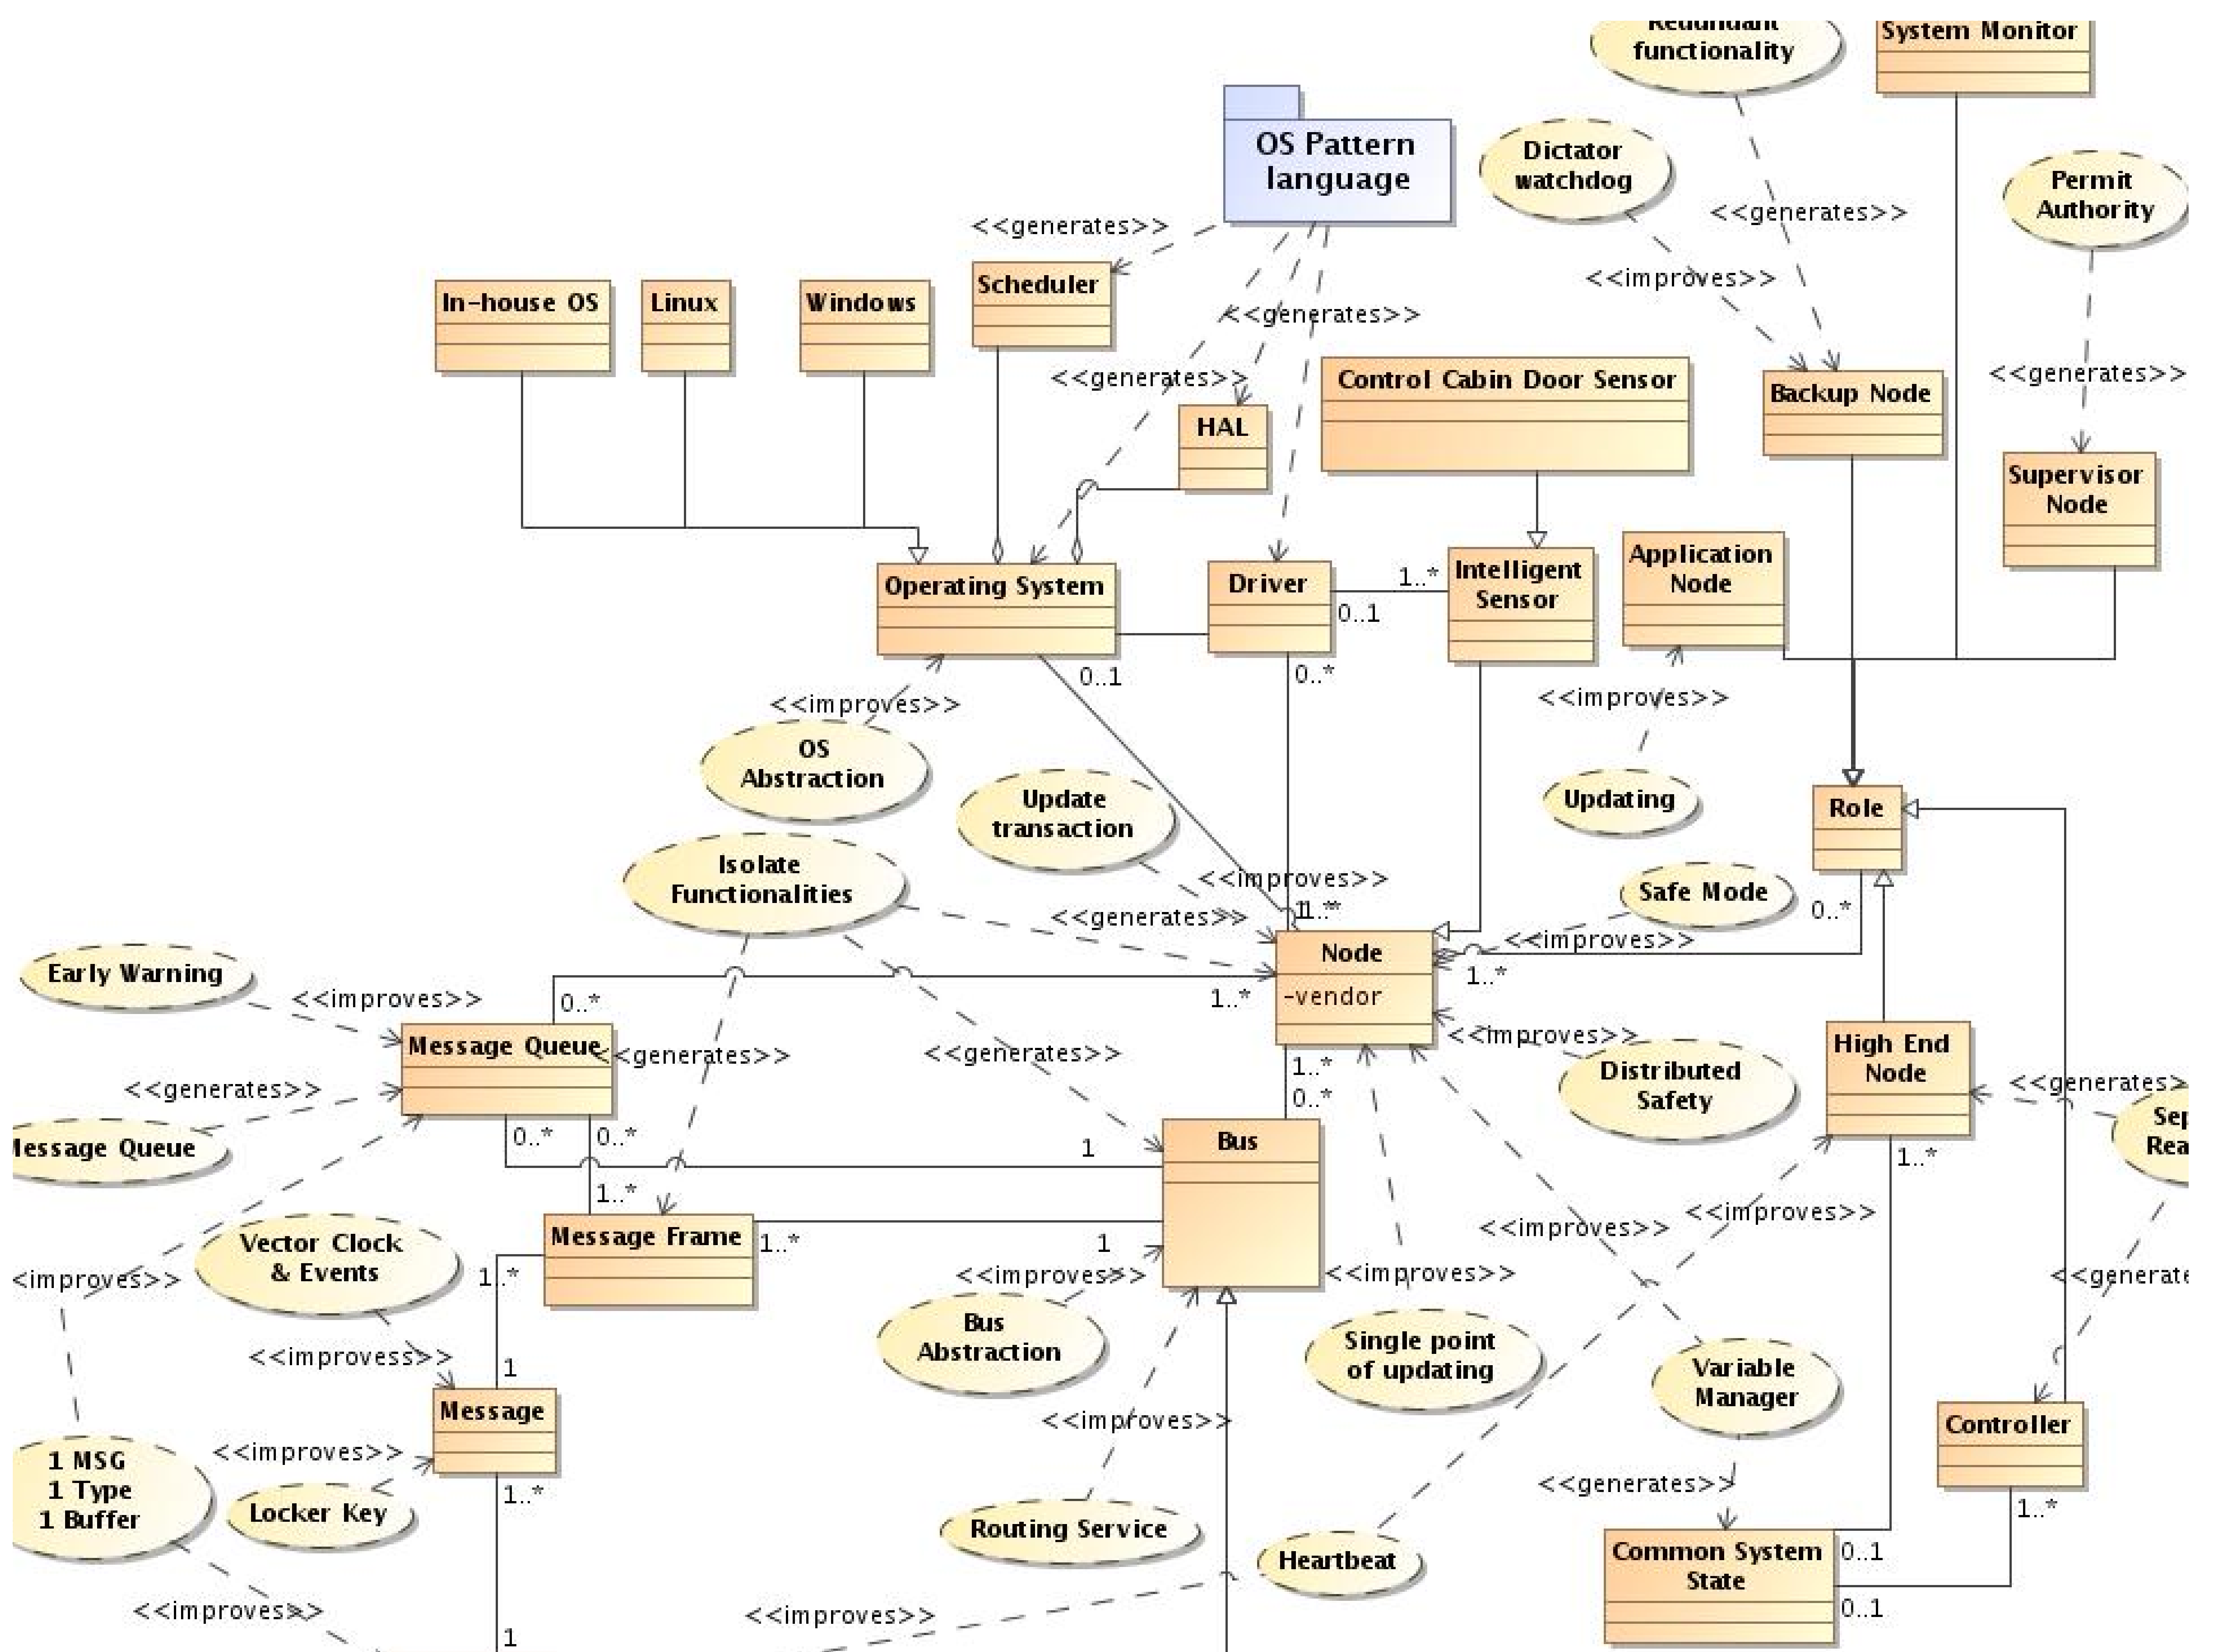 Redundant
functionality
System Monitor
OS Pattern
language
Dictator
watchdog
Permit
Authority
<<generates>>
<<generates>>
<<improves>>
In-house OS
Linux
Windows
Scheduler
<<generates>>
<<generates>>
<<generates>>
Control Cabin Door Sensor
Backup Node
HAL
Supervisor
Node
Operating System
Driver
1..*
0..1
Intelligent
Sensor
Application
Node
0..1
0..*
<<improves>>
<<improves>>
OS
Abstraction
Update
transaction
Updating
Role
Isolate
Functionalities
<<improves>>
1
1..*
<<generates>>
Safe Mode
0..*
<<improves>>
1..*
Node
-vendor
Early Warning
<<improves>>
0..*
1..*
Message Queue
<<generates>>
<<generates>>
<<improves>>
High End
Node
<<generates>
<<generates>>
1..*
0..*
Distributed
Safety
Message Queue
0..*
0..*
1
Bus
1..*
Sep
Rea
1..*
Message Frame
1..*
1
Vector Clock
& Events
<improves>>
1..*
<<improves>>
<<improves>>
<<improves>>
<<improves>>
<<generate
Bus
Abstraction
Single point
of updating
Variable
Manager
<<improvess>>
1
Message
<<improves>>
<<improves>>
Controller
1 MSG
1 Type
1 Buffer
Locker Key
1..*
<<generates>>
1..*
Routing Service
Heartbeat
Common System
State
0..1
0..1
<<improves>>
<<improves>>
1